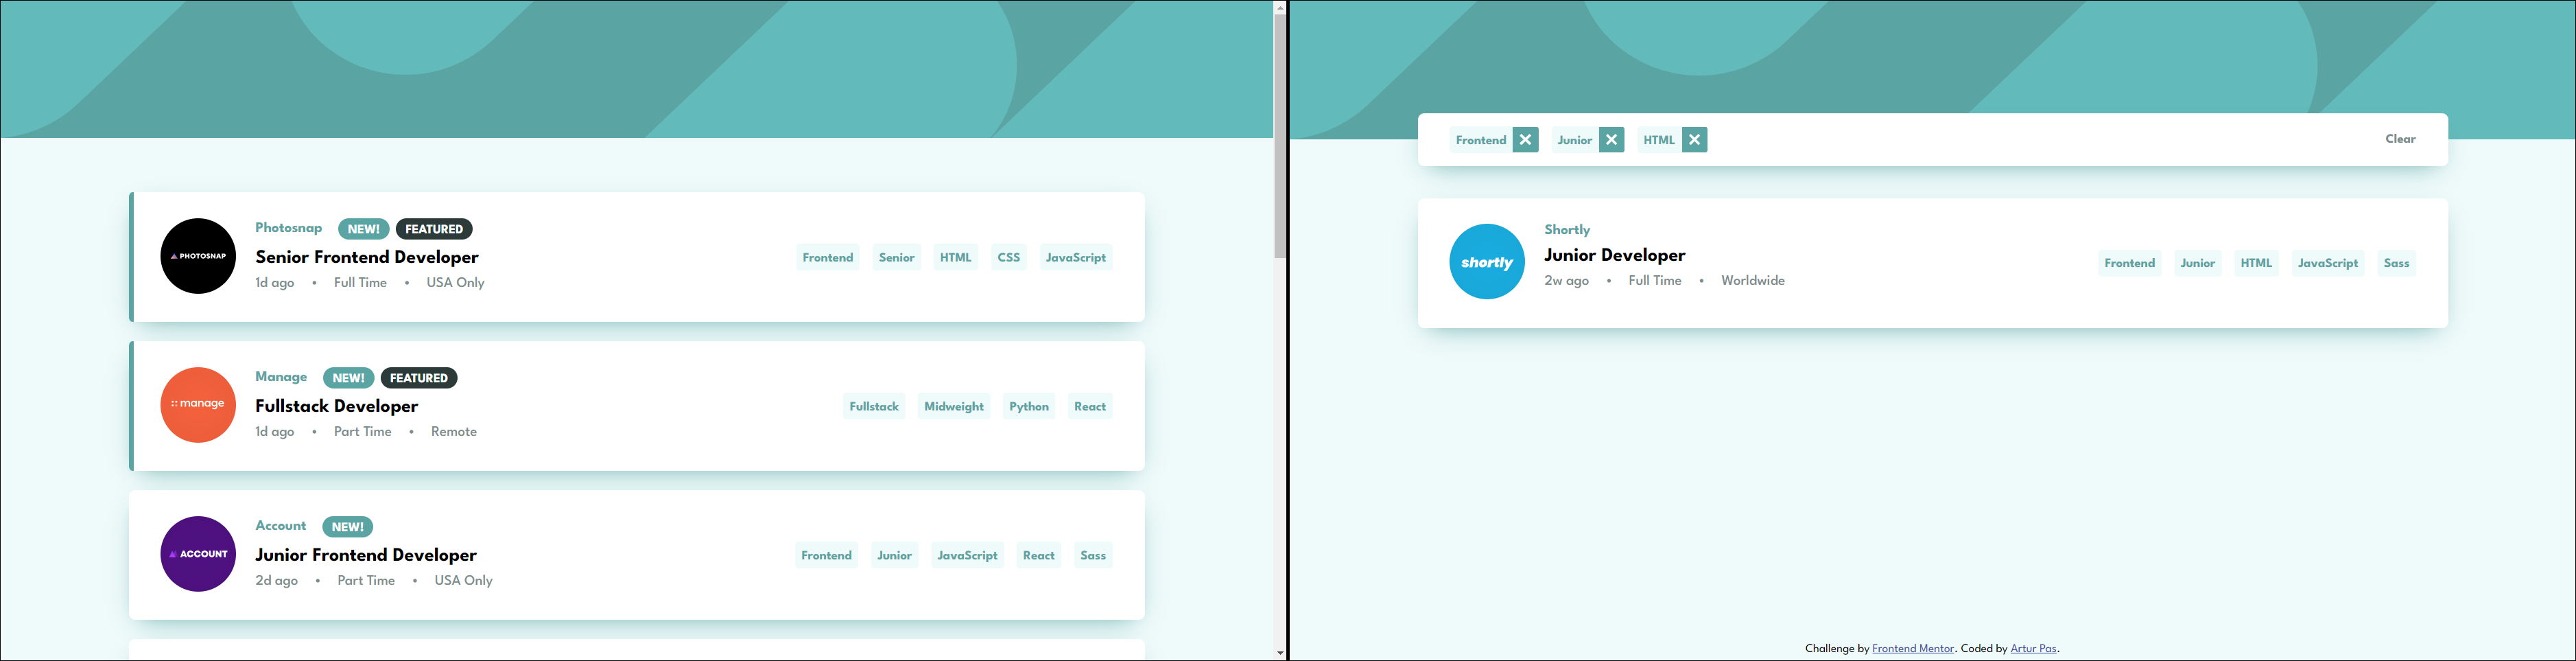 PHOTOSNAP
Photosnap NEW! FEATURED
Senior Frontend Developer
1d ago • Full Time • USA Only
Frontend Senior HTML CSS JavaScript
:: manage
Manage NEW! FEATURED
Fullstack Developer
1d ago • Part Time • Remote
Fullstack Midweight Python React
ACCOUNT
Account NEW!
Junior Frontend Developer
2d ago • Part Time • USA Only
Frontend Junior JavaScript React Sass
Frontend Junior HTML Clear
shortly
Shortly
Junior Developer
2w ago • Full Time • Worldwide
Frontend Junior HTML JavaScript Sass
Challenge by Frontend Mentor. Coded by Artur Pas.